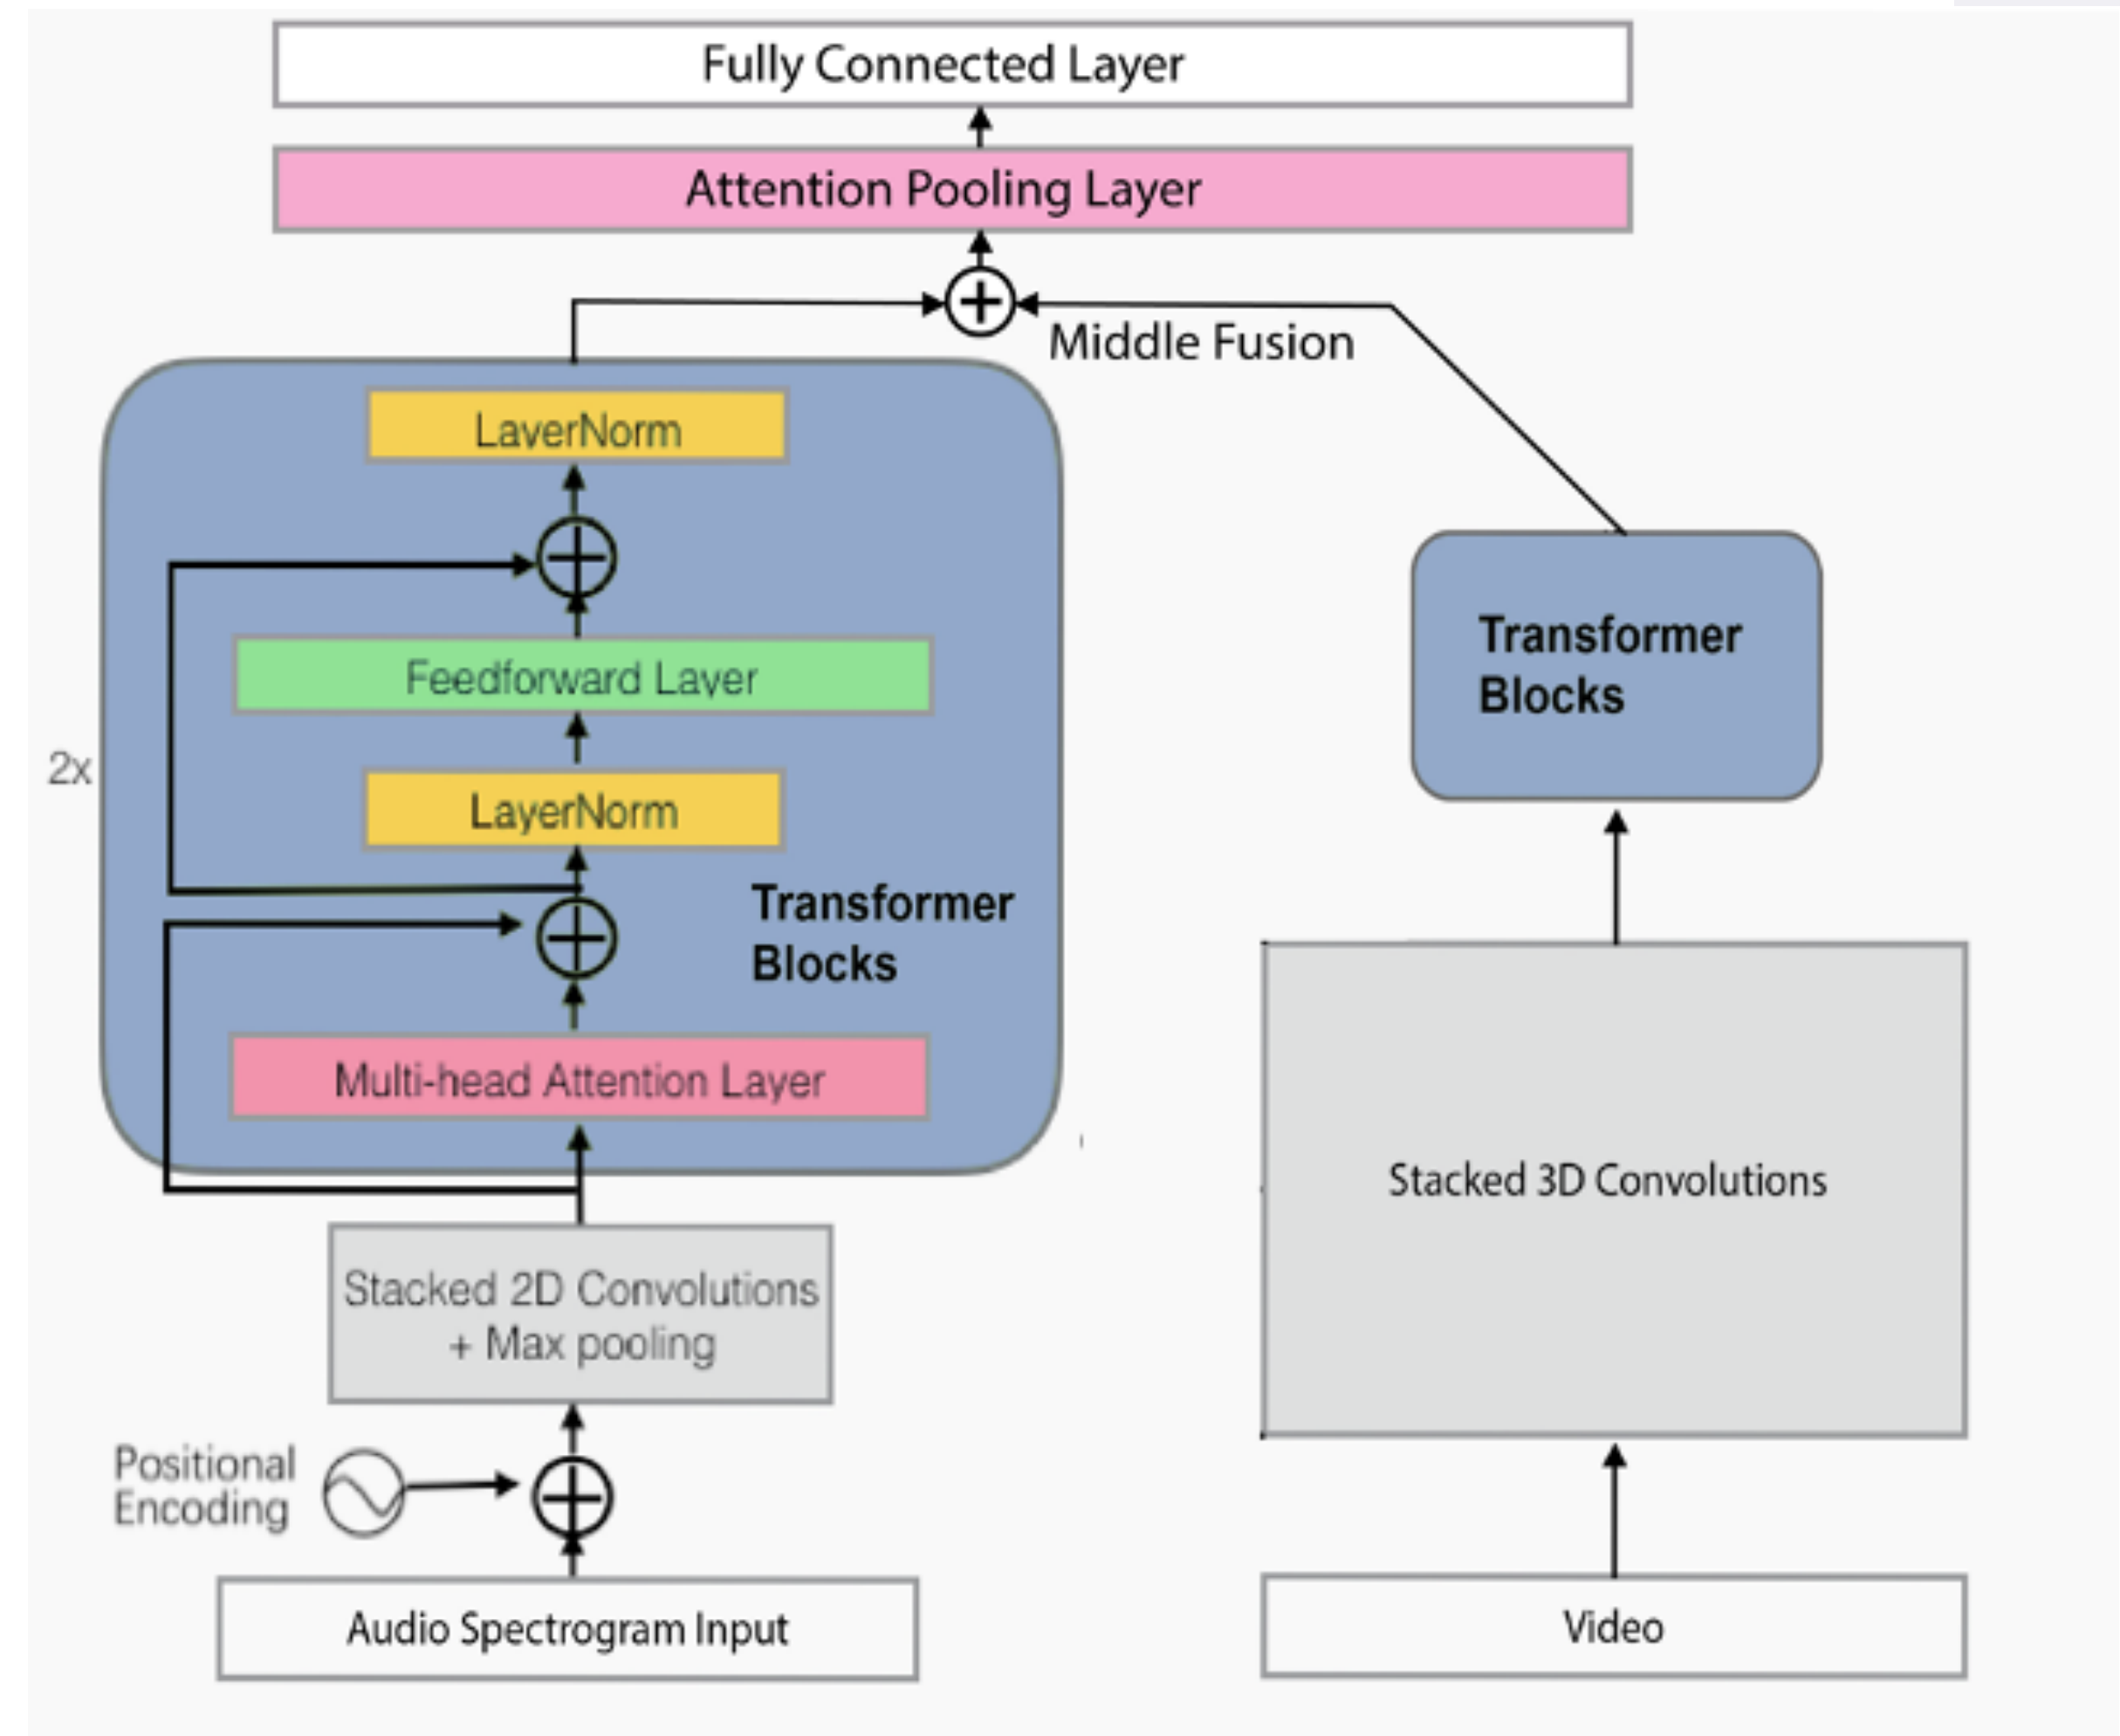 Fully Connected Layer
Attention Pooling Layer
Middle Fusion
LaverNorm
Feedforward Layer
2x
LayerNorm
Transformer
Blocks
Multi-head Attention Layer
Stacked 2D Convolutions
+ Max pooling
Positional
Encoding
Audio Spectrogram Input
Transformer
Blocks
Stacked 3D Convolutions
Video